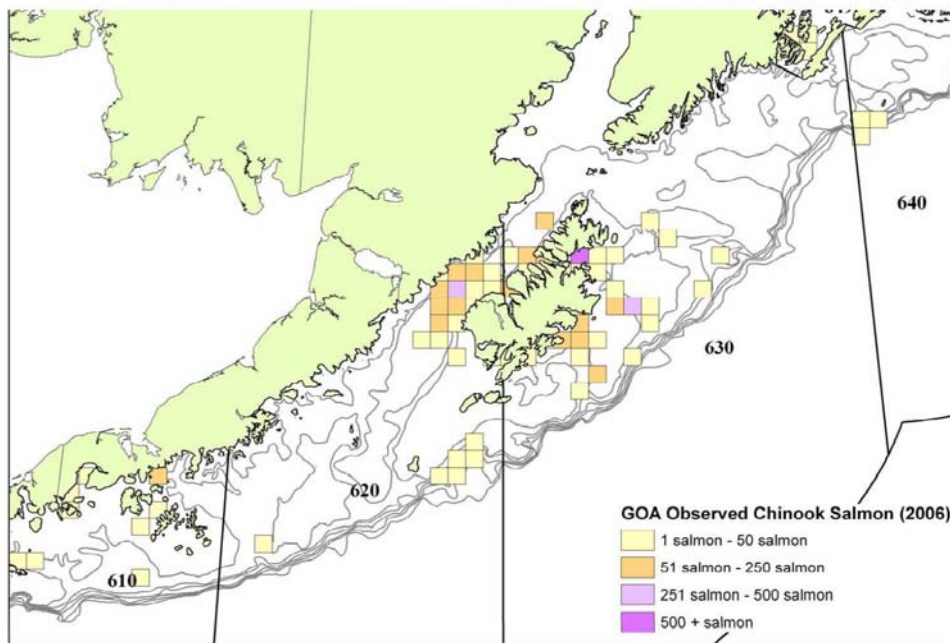 640
630
620
610
GOA Observed Chinook Salmon (2006)
1 salmon - 50 salmon
51 salmon - 250 salmon
251 salmon - 500 salmon
500 + salmon